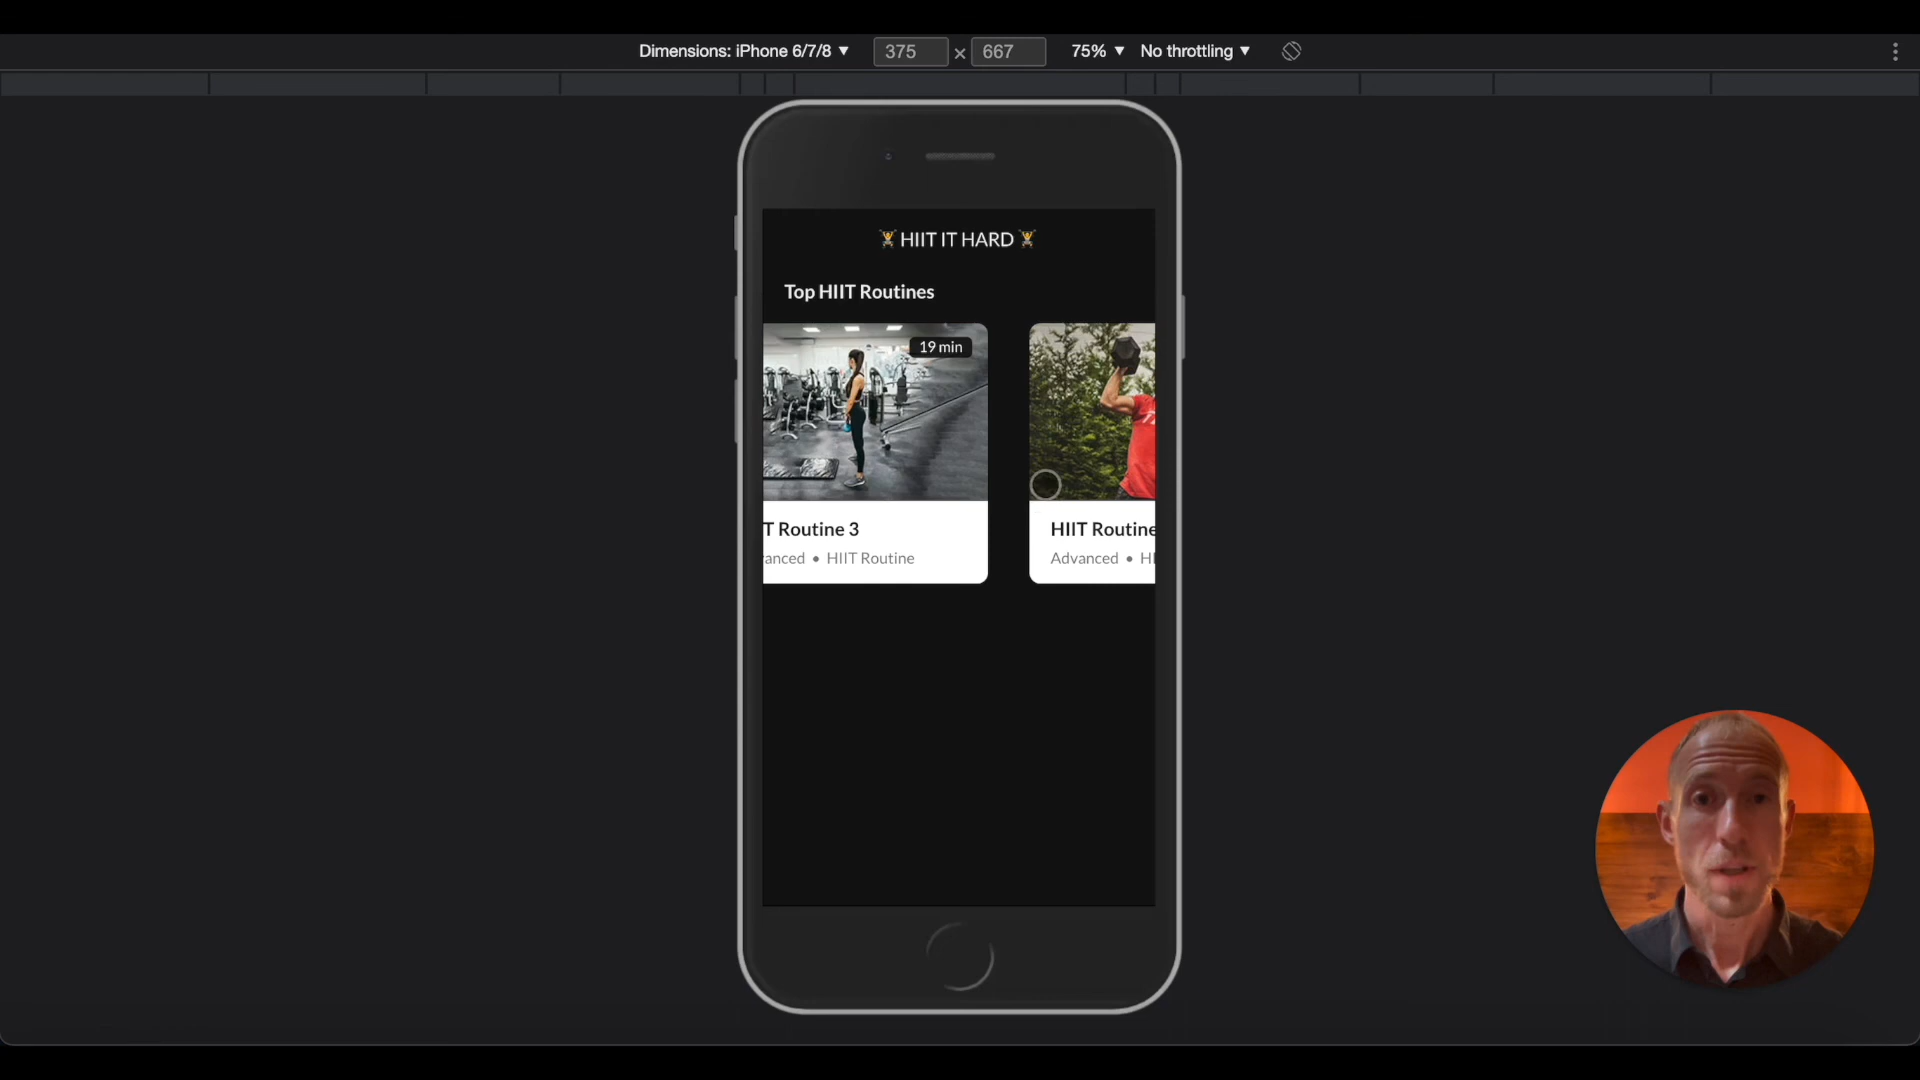 Dimensions: iPhone 6/7/8 ▼ 375 × 667 75% ▼ No throttling ▼
HIIT IT HARD
Top HIIT Routines
19 min
T Routine 3
HIIT Routine
anced • HIIT Routine
Advanced • HI